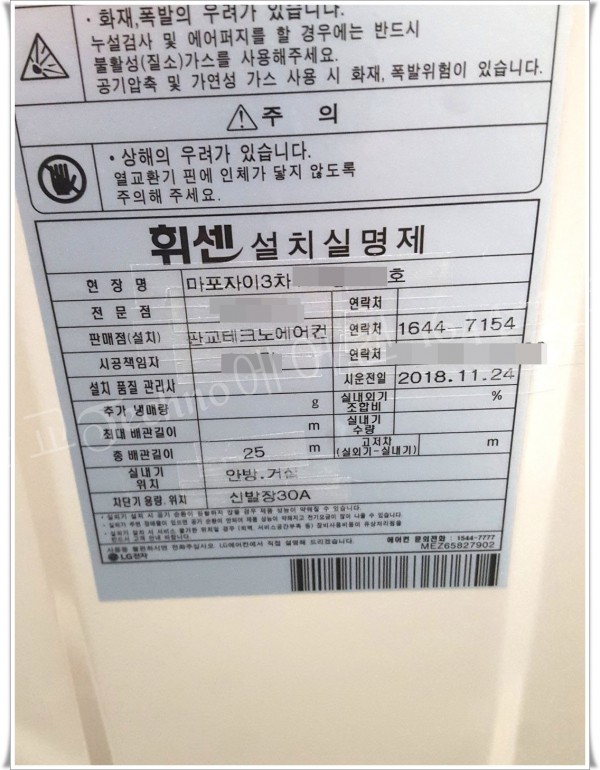 · 화재,폭발의 우려가 있습니다.
누설검사 및 에어퍼지를 할 경우에는 반드시
불활성(질소)가스를 사용해주세요.
공기압축 및 가연성 가스 사용 시 화재, 폭발위험이 있습니다.
주 의
· 상해의 우려가 있습니다.
열교환기 핀에 인체가 닿지 않도록
주의해 주세요.
휘센 설치실명제
현 장 명 마포자이3차 호
전 문 점 연락처
판매점(설치) 판교테크노에어컨 연락처 1644-7154
시공책임자 연락처
설치 품질 관리사 시운전일 2018.11.24
추가 냉매량 g 실내외기 조합비 %
최대 배관길이 m 실내기 수량
총 배관길이 25 m 고저차 (실외기-실내기) m
실내기 위치 안방.거실
차단기 용량. 위치 신발장30A
에어컨 문의전화 : 1544-7777
LG전자 MEZ65827902